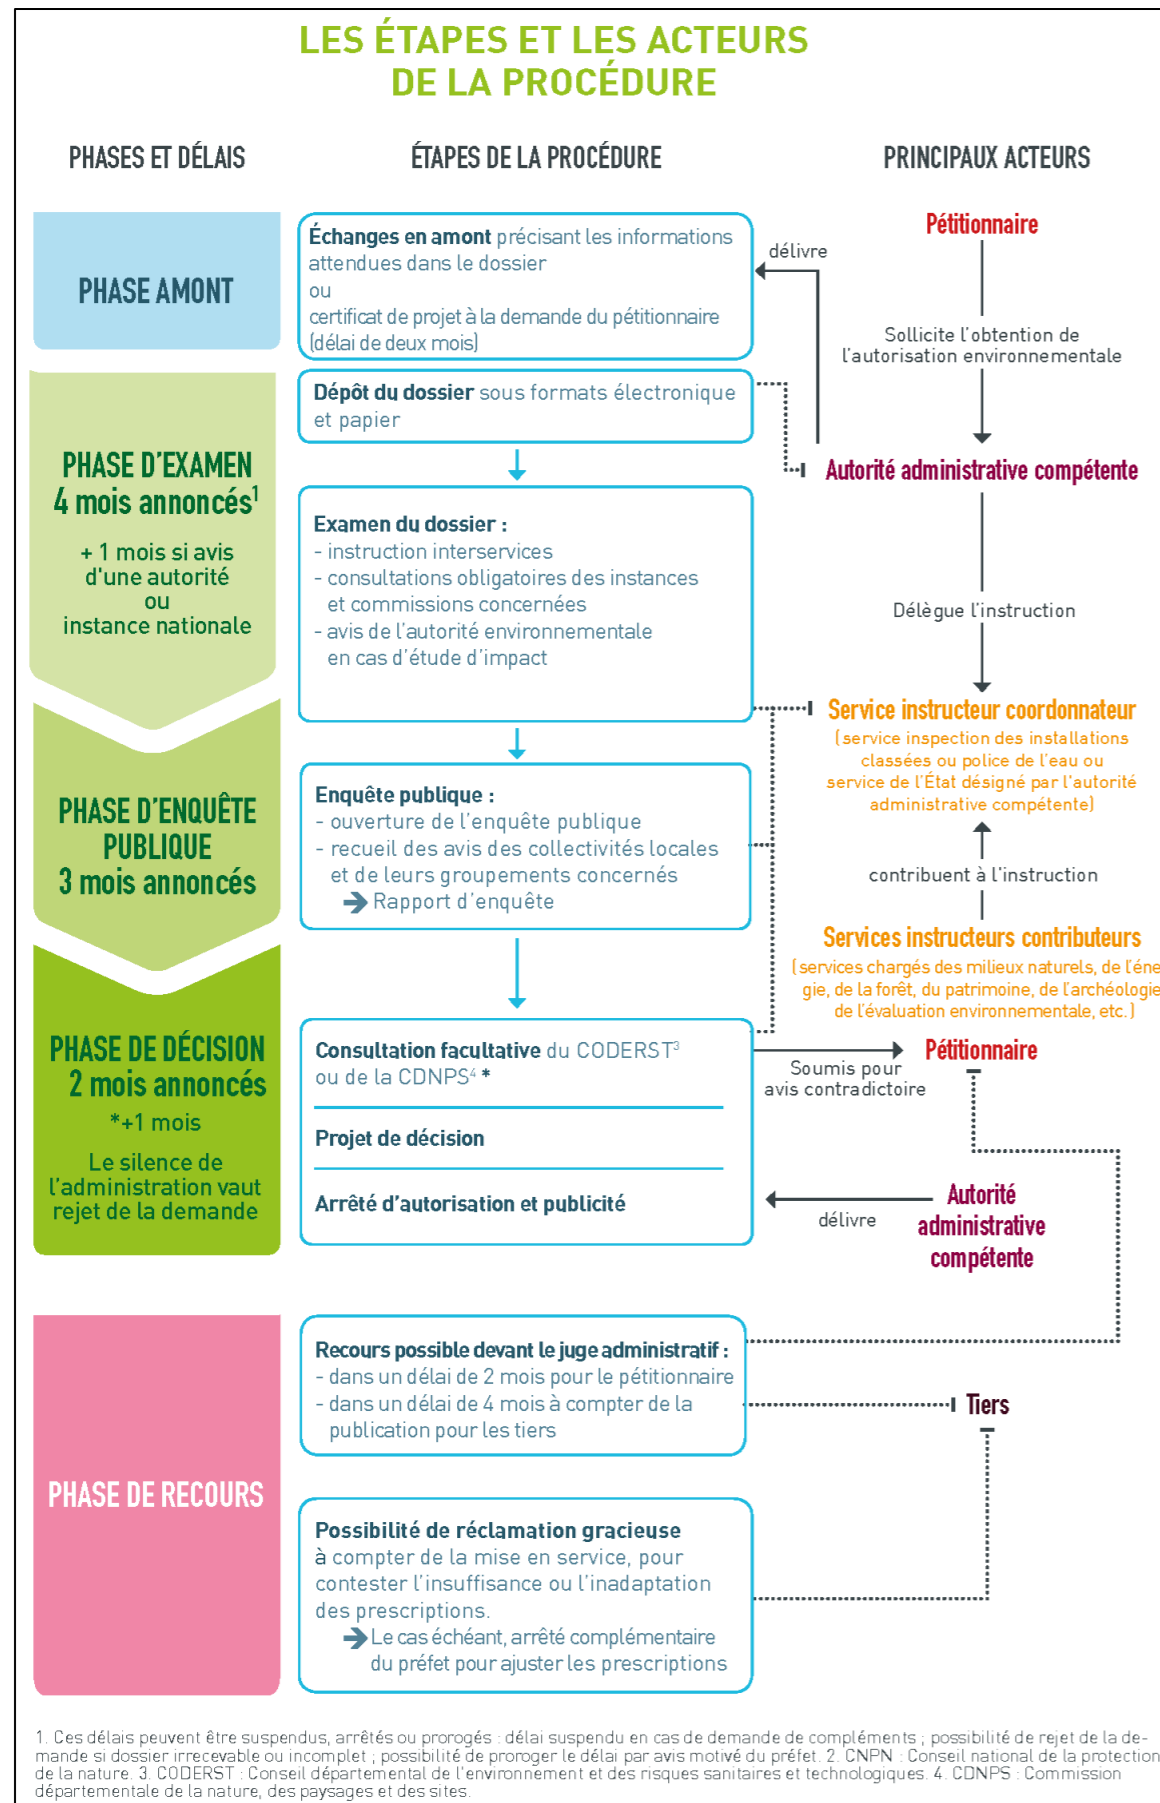 LES ÉTAPES ET LES ACTEURS
DE LA PROCÉDURE
PHASES ET DÉLAIS
ÉTAPES DE LA PROCÉDURE
PRINCIPAUX ACTEURS
PHASE AMONT
Échanges en amont précisant les informations
attendues dans le dossier
ou
certificat de projet à la demande du pétitionnaire
(délai de deux mois)
délivre
Pétitionnaire
Sollicite l'obtention de
l'autorisation environnementale
PHASE D'EXAMEN
4 mois annoncés1
+ 1 mois si avis
d'une autorité
ou
instance nationale
Dépôt du dossier sous formats électronique
et papier
Autorité administrative compétente
Examen du dossier :
- instruction interservices
- consultations obligatoires des instances
et commissions concernées
- avis de l'autorité environnementale
en cas d'étude d'impact
Délègue l'instruction
Service instructeur coordonnateur
(service inspection des installations
classées ou police de l'eau ou
service de l'État désigné par l'autorité
administrative compétente)
PHASE D'ENQUÊTE
PUBLIQUE
3 mois annoncés
Enquête publique :
- ouverture de l'enquête publique
- recueil des avis des collectivités locales
et de leurs groupements concernés
➔ Rapport d'enquête
contribuent à l'instruction
Services instructeurs contributeurs
(services chargés des milieux naturels, de l'éner
gie, de la forêt, du patrimoine, de l'archéologie
de l'évaluation environnementale, etc.)
PHASE DE DÉCISION
2 mois annoncés
*+1 mois
Le silence de
l'administration vaut
rejet de la demande
Consultation facultative du CODERST3
ou de la CDNPS4 *
Projet de décision
Arrêté d'autorisation et publicité
Soumis pour
avis contradictoire
Pétitionnaire
délivre
Autorité
administrative
compétente
PHASE DE RECOURS
Recours possible devant le juge administratif :
- dans un délai de 2 mois pour le pétitionnaire
- dans un délai de 4 mois à compter de la
publication pour les tiers
Tiers
Possibilité de réclamation gracieuse
à compter de la mise en service, pour
contester l'insuffisance ou l'inadaptation
des prescriptions.
➔ Le cas échéant, arrêté complémentaire
du préfet pour ajuster les prescriptions
1. Ces délais peuvent être suspendus, arrêtés ou prorogés : délai suspendu en cas de demande de compléments ; possibilité de rejet de la de-
mande si dossier irrecevable ou incomplet ; possibilité de proroger le délai par avis motivé du préfet. 2. CNPN : Conseil national de la protection
de la nature. 3. CODERST : Conseil départemental de l'environnement et des risques sanitaires et technologiques. 4. CDNPS : Commission
départementale de la nature, des paysages et des sites.